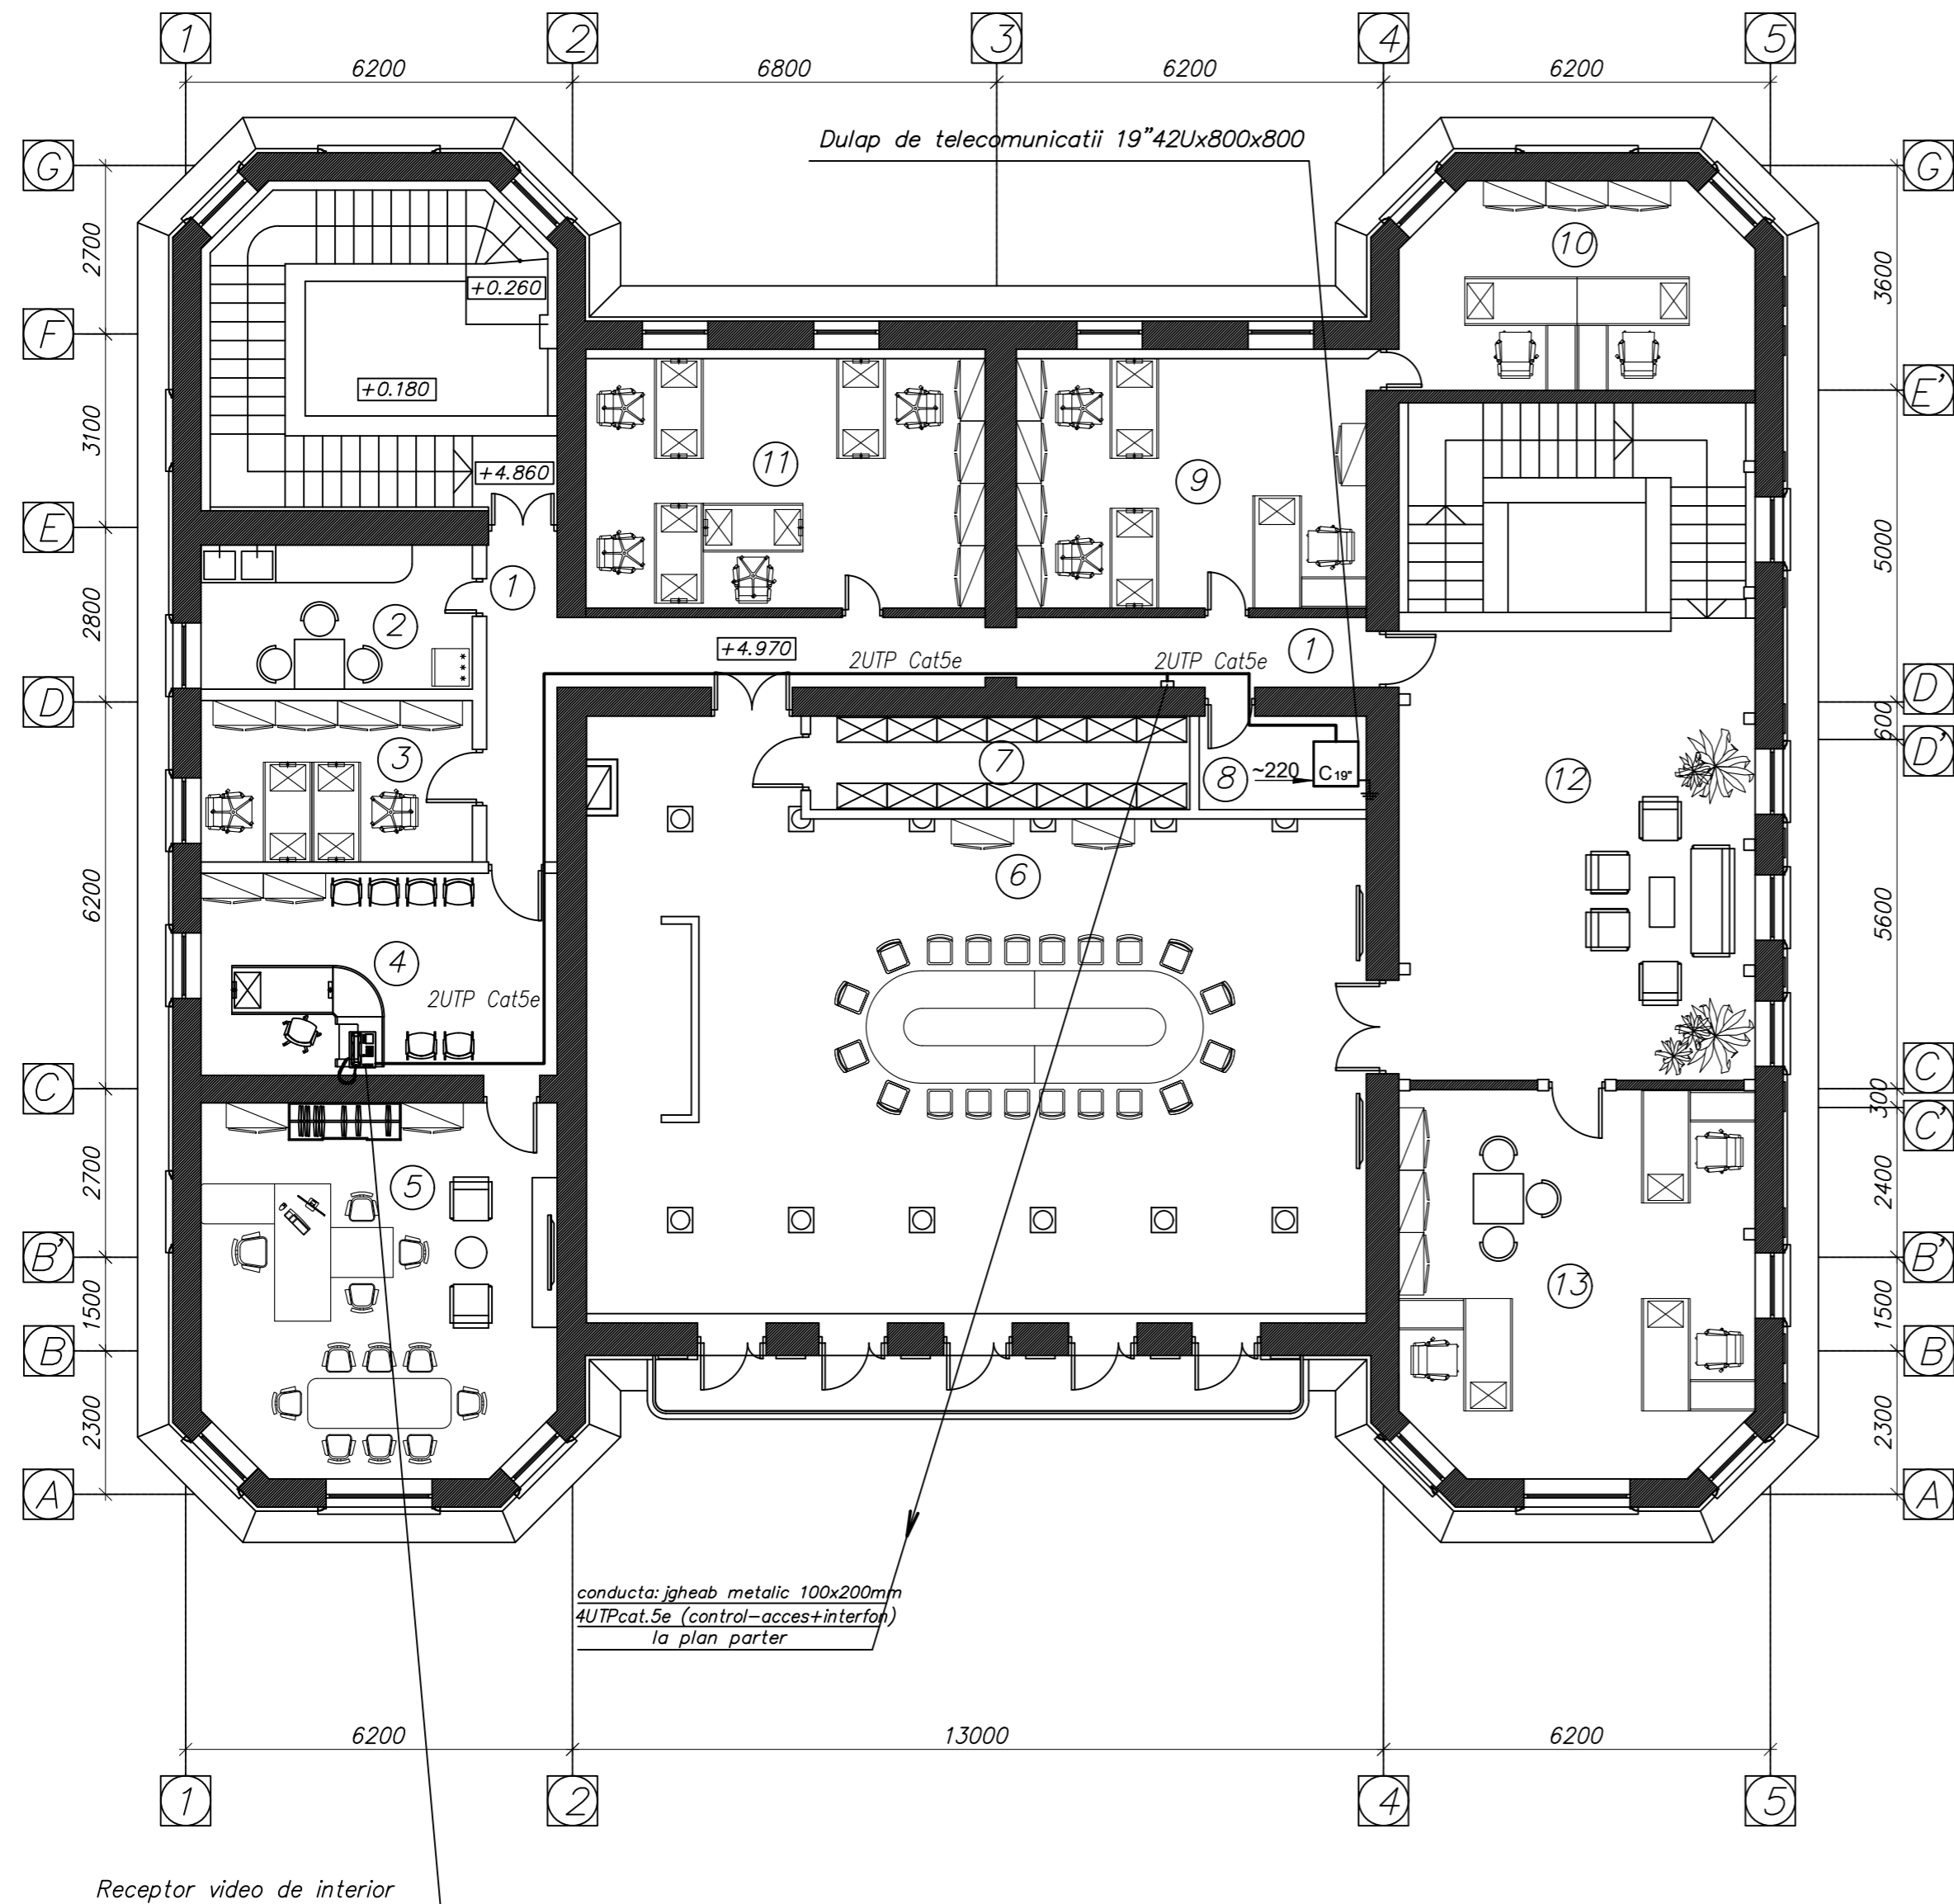 1 2 3 4 5
6200 6800 6200 6200
Dulap de telecomunicatii 19"42Ux800x800
G G
2700 3600
10
+0.260
F
E'
+0.180
3100
11 9
+4.860
E
5000
1
2800
2
+4.970
1
2UTP Cat5e 2UTP Cat5e
D D
600
D'
3 7 8 ~220 C19" 12
6
6200 5600
4
2UTP Cat5e
C C
300
C'
2700 2400
5
B' B'
13
1500 1500
B B
2300 2300
A A
conducta: jgheab metalic 100x200mm
4UTPcat.5e (control-acces+interfon)
la plan parter
6200 13000 6200
1 2 4 5
Receptor video de interior